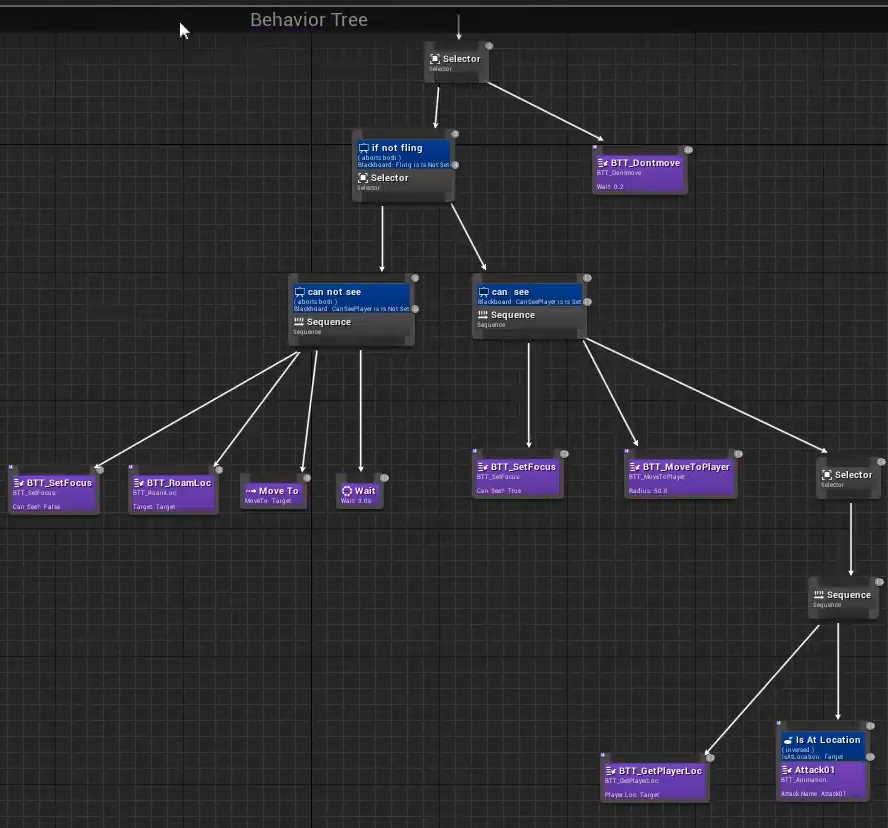 Behavior Tree
Selector
Selector
if not fling
( aborts both )
Blackboard: Fling is Is Not Set
Selector
Selector
BTT_Dontmove
BTT_Dontmove
Wait: 0.2
can not see
( aborts both )
Blackboard: CanSeePlayer is Is Not Set
Sequence
Sequence
can see
Blackboard: CanSeePlayer is Is Set
Sequence
Sequence
BTT_SetFocus
BTT_SetFocus
Can See?: False
BTT_RoamLoc
BTT_RoamLoc
Target: Target
Move To
MoveTo: Target
Wait
Wait: 3.0s
BTT_SetFocus
BTT_SetFocus
Can See?: True
BTT_MoveToPlayer
BTT_MoveToPlayer
Radius: 50.0
Selector
Selector
Sequence
Sequence
BTT_GetPlayerLoc
BTT_GetPlayerLoc
Player Loc: Target
Is At Location
( inversed )
IsAtLocation: Target
Attack01
BTT_Animation
Attack Name: Attack01